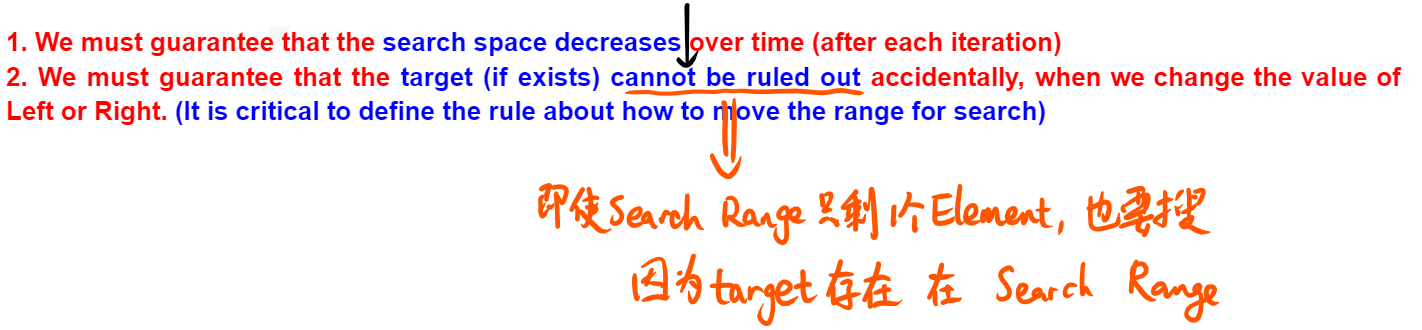 1. We must guarantee that the search space decreases over time (after each iteration)
2. We must guarantee that the target (if exists) cannot be ruled out accidentally, when we change the value of
Left or Right. (It is critical to define the rule about how to move the range for search)
即使Search Range只剩1个Element, 也要搜
因为target存在 在 Search Range